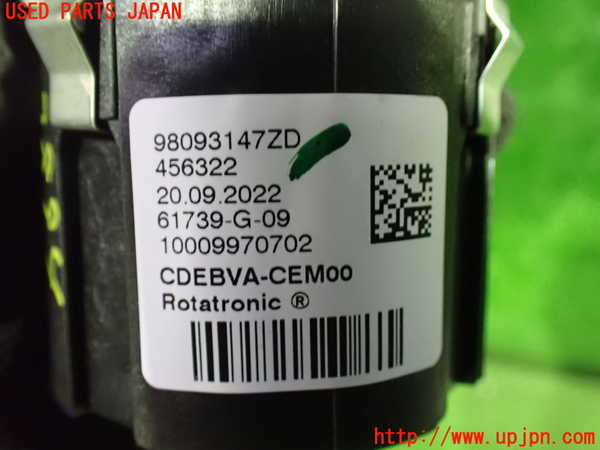 USED PARTS JAPAN
98093147ZD
456322
20.09.2022
61739-G-09
10009970702
CDEBVA-CEM00
Rotatronic ®
http://www.upjpn.com/